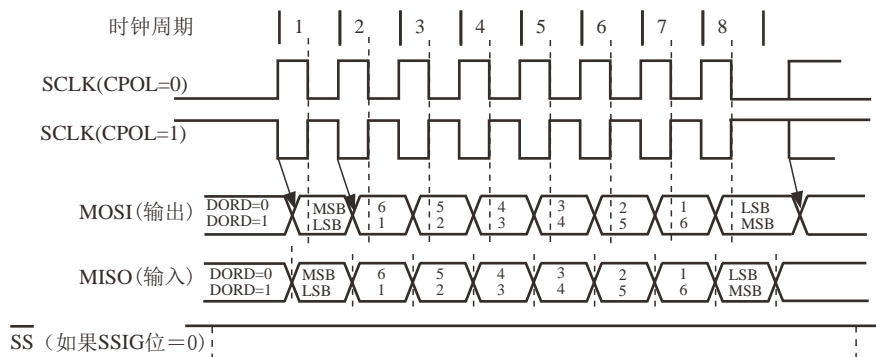 时钟周期 1 2 3 4 5 6 7 8
SCLK(CPOL=0)
SCLK(CPOL=1)
MOSI(输出) DORD=0 MSB 6 5 4 3 2 1 LSB
DORD=1 LSB 1 2 3 4 5 6 MSB
MISO(输入) DORD=0 MSB 6 5 4 3 2 1 LSB
DORD=1 LSB 1 2 3 4 5 6 MSB
SS(如果SSIG位=0)